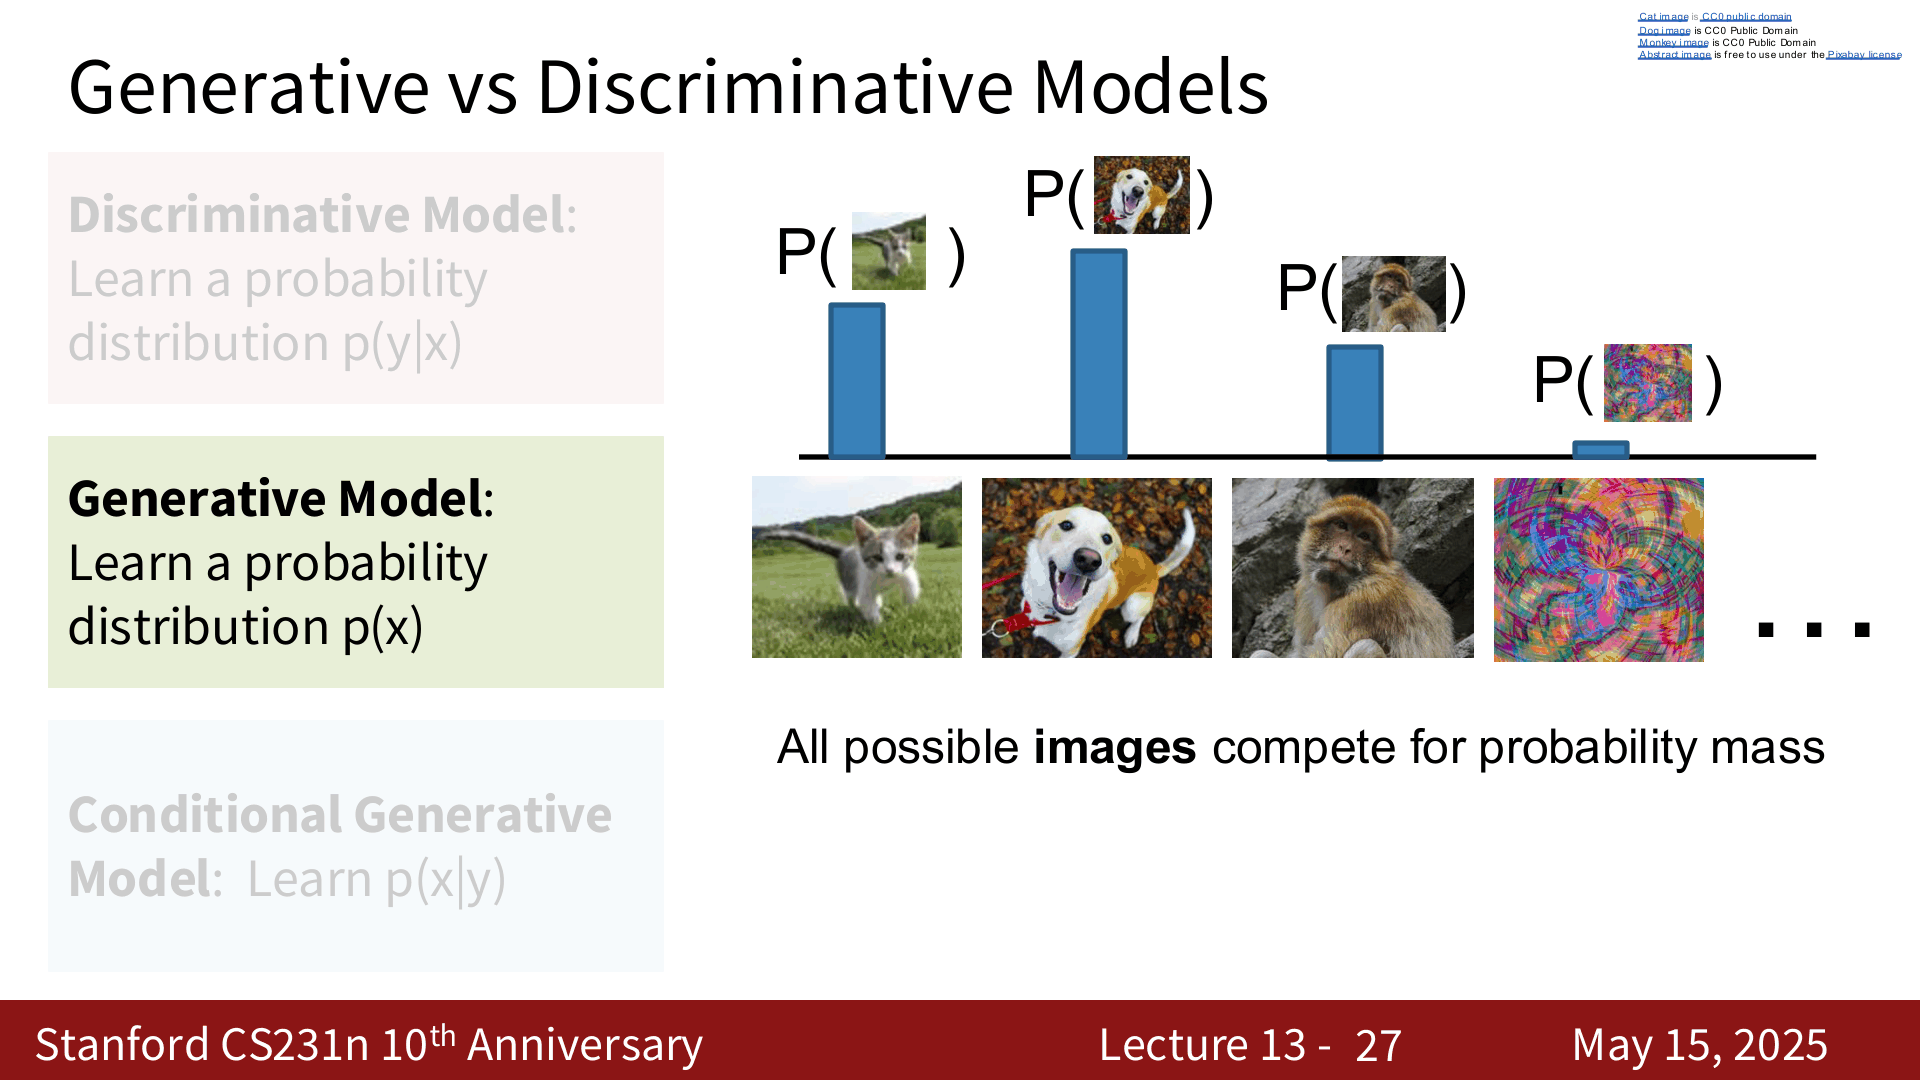 Cat image is CC0 public domain
Dog image is CC0 Public Domain
Monkey image is CC0 Public Domain
Abstract image is free to use under the Pixabay license
Generative vs Discriminative Models
Discriminative Model:
Learn a probability
distribution p(y|x)
Generative Model:
Learn a probability
distribution p(x)
Conditional Generative
Model: Learn p(x|y)
P( )
P( )
P( )
P( )
. . .
All possible images compete for probability mass
Stanford CS231n 10th Anniversary
Lecture 13 - 27
May 15, 2025